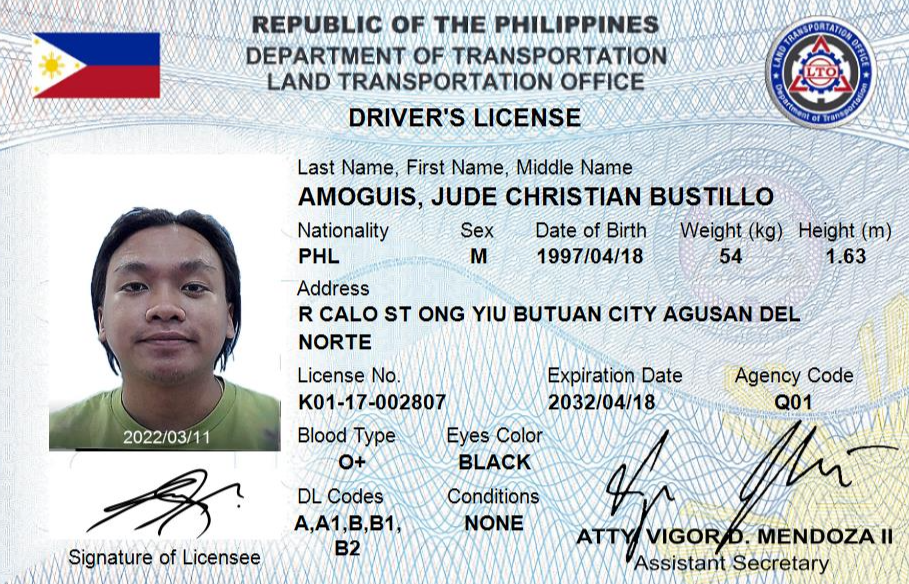 REPUBLIC OF THE PHILIPPINES
DEPARTMENT OF TRANSPORTATION
LAND TRANSPORTATION OFFICE
LAND TRANSPORTATION OFFICE
LTO
Department of Transportation
DRIVER'S LICENSE
Last Name, First Name, Middle Name
AMOGUIS, JUDE CHRISTIAN BUSTILLO
Nationality Sex Date of Birth Weight (kg) Height (m)
PHL M 1997/04/18 54 1.63
Address
R CALO ST ONG YIU BUTUAN CITY AGUSAN DEL
NORTE
License No. Expiration Date Agency Code
K01-17-002807 2032/04/18 Q01
2022/03/11
Blood Type Eyes Color
O+ BLACK
DL Codes Conditions
A,A1,B,B1, NONE
B2
ATTY. VIGOR D. MENDOZA II
Assistant Secretary
Signature of Licensee